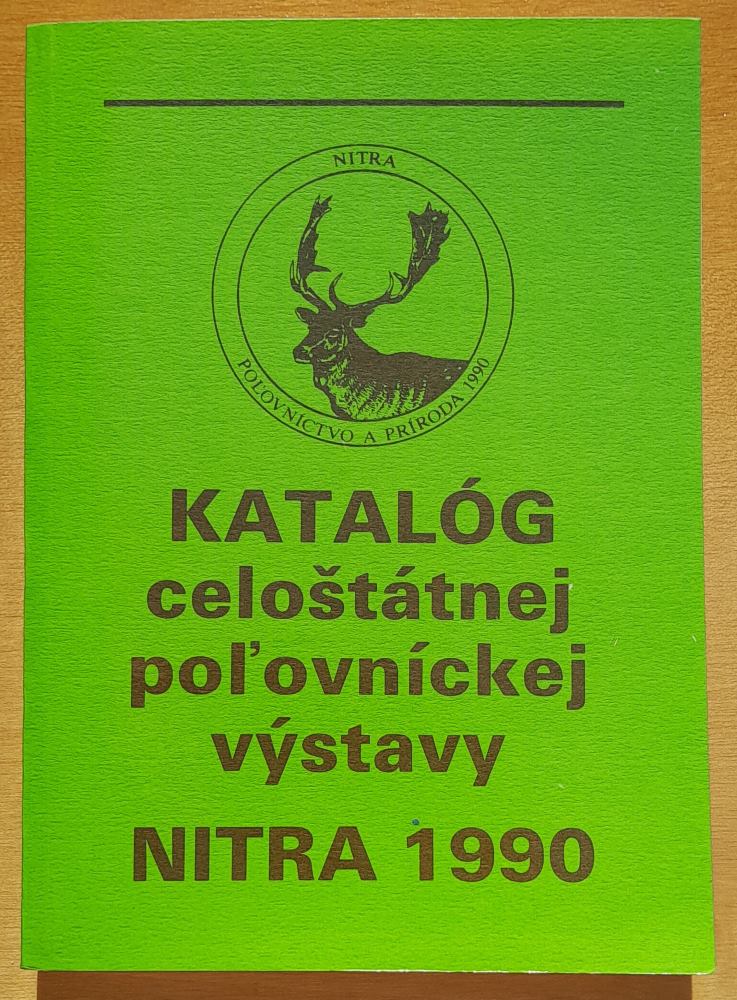 NITRA
POĽOVNÍCTVO A PRÍRODA 1990
KATALÓG
celoštátnej
poľovníckej
výstavy
NITRA 1990